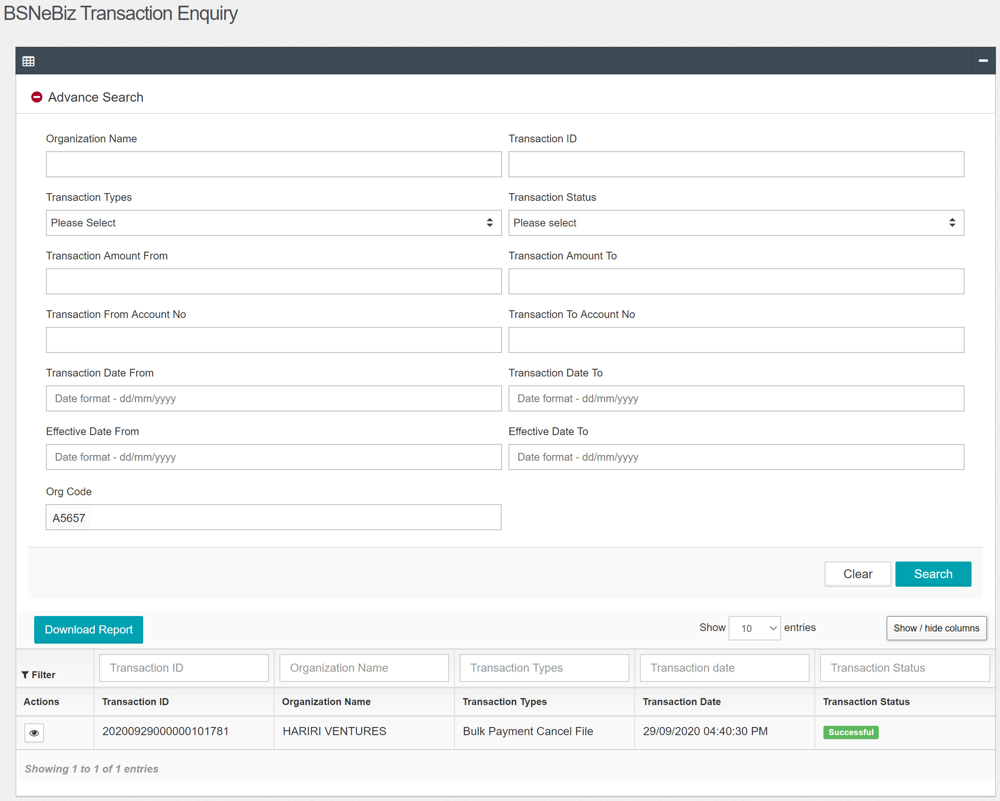 BSNeBiz Transaction Enquiry
Advance Search
Organization Name
Transaction ID
Transaction Types
Transaction Status
Please Select
Please select
Transaction Amount From
Transaction Amount To
Transaction From Account No
Transaction To Account No
Transaction Date From
Transaction Date To
Date format - dd/mm/yyyy
Date format - dd/mm/yyyy
Effective Date From
Effective Date To
Date format - dd/mm/yyyy
Date format - dd/mm/yyyy
Org Code
A5657
Clear
Search
Download Report
Show 10 entries
Show / hide columns
Filter
Transaction ID
Organization Name
Transaction Types
Transaction date
Transaction Status
Actions
Transaction ID
Organization Name
Transaction Types
Transaction Date
Transaction Status
20200929000000101781
HARIRI VENTURES
Bulk Payment Cancel File
29/09/2020 04:40:30 PM
Successful
Showing 1 to 1 of 1 entries